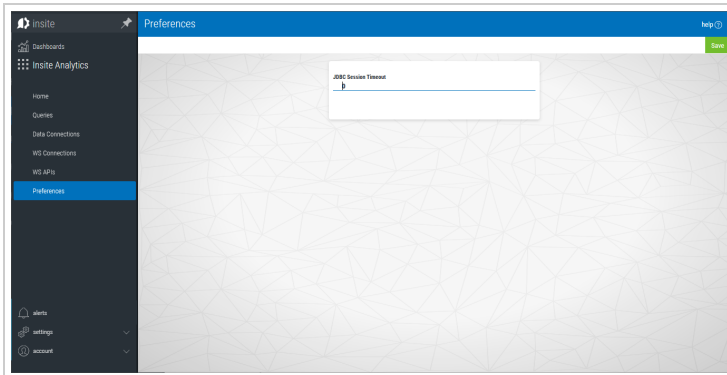 insite
Preferences
help ?
Dashboards
Save
Insite Analytics
JDBC Session Timeout
Home
Queries
Data Connections
WS Connections
WS APIs
Preferences
alerts
settings
account